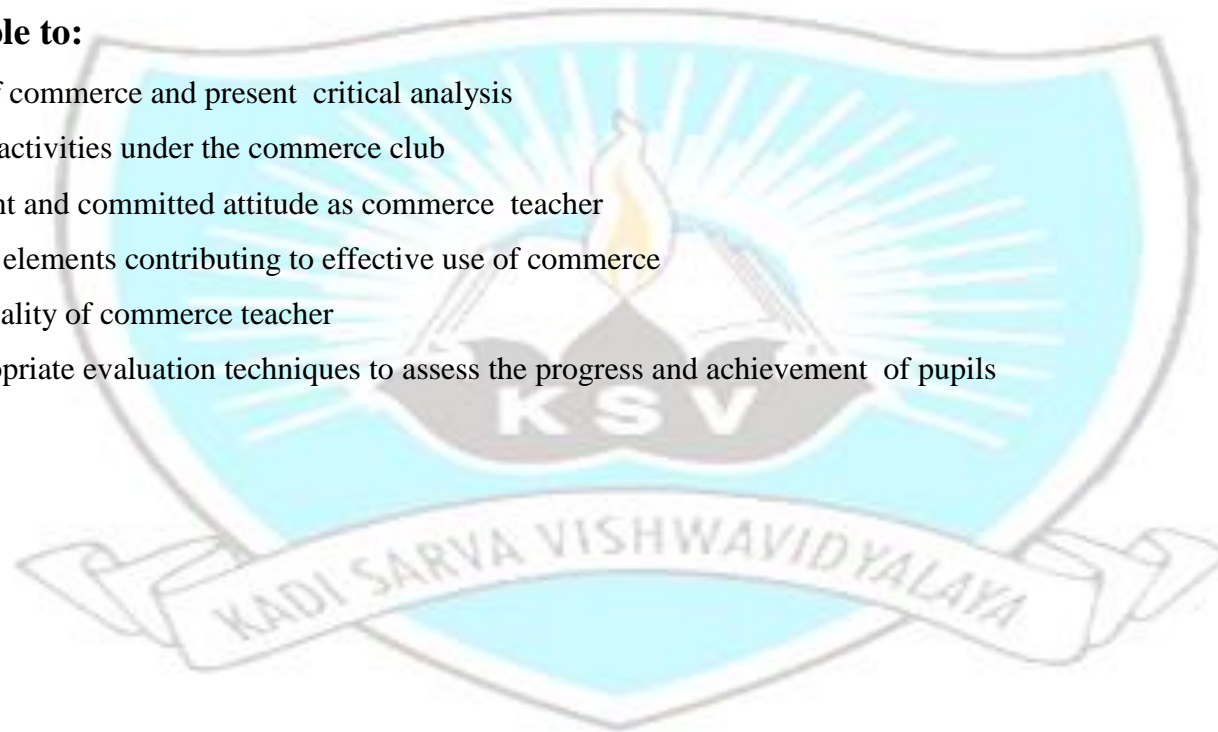 ble to:
f commerce and present critical analysis
activities under the commerce club
nt and committed attitude as commerce teacher
elements contributing to effective use of commerce
ality of commerce teacher
opriate evaluation techniques to assess the progress and achievement of pupils
KSV
KADI SARVA VISHWAVIDYALAYA